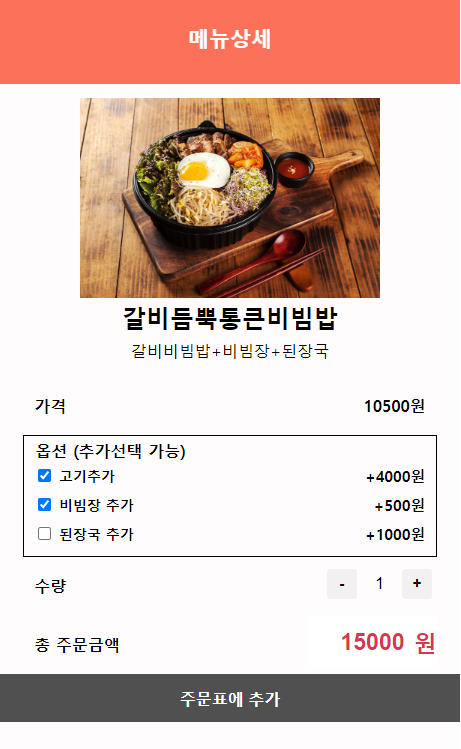 메뉴상세
갈비듬뿍통큰비빔밥
갈비비빔밥+비빔장+된장국
가격 10500원
옵션 (추가선택 가능)
고기추가 +4000원
비빔장 추가 +500원
된장국 추가 +1000원
수량 - 1 +
총 주문금액 15000 원
주문표에 추가